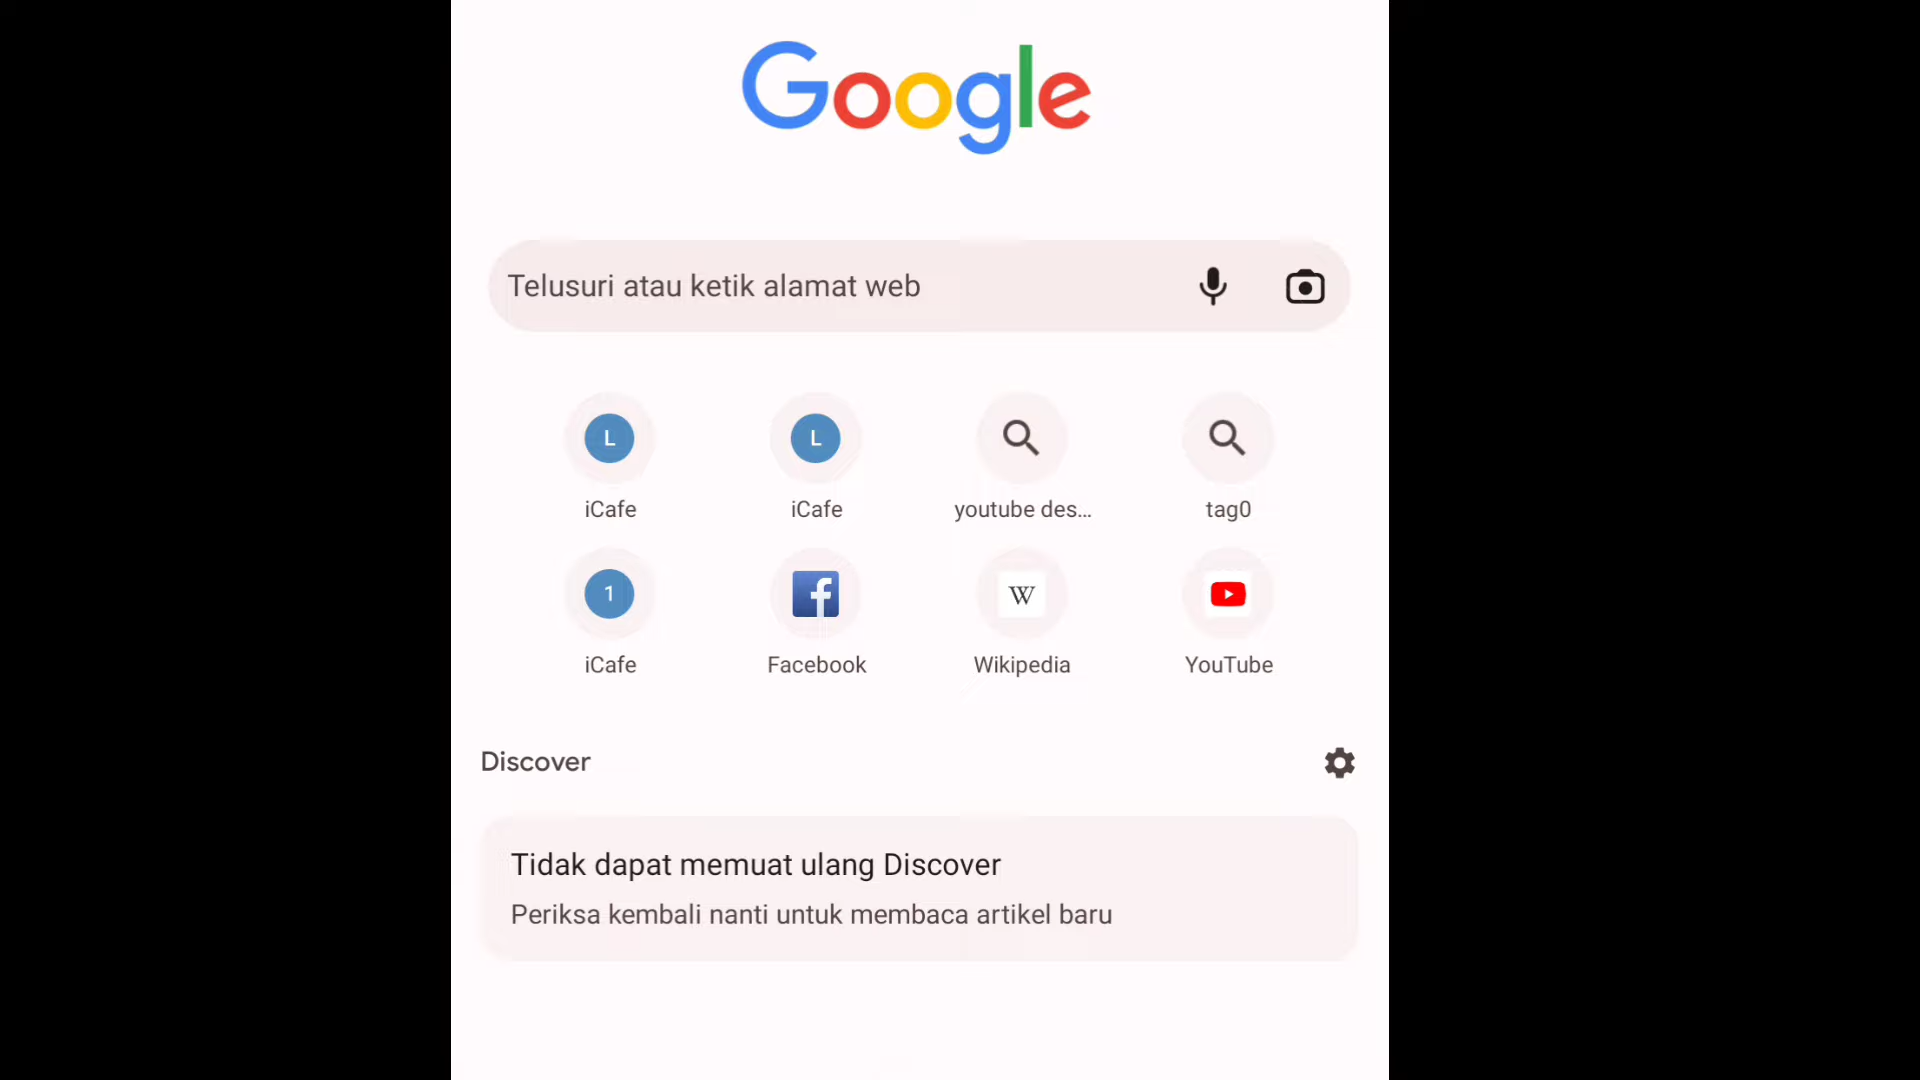 Google
Telusuri atau ketik alamat web
L
L
iCafe
iCafe
youtube des...
tag0
1
f
W
iCafe
Facebook
Wikipedia
YouTube
Discover
Tidak dapat memuat ulang Discover
Periksa kembali nanti untuk membaca artikel baru